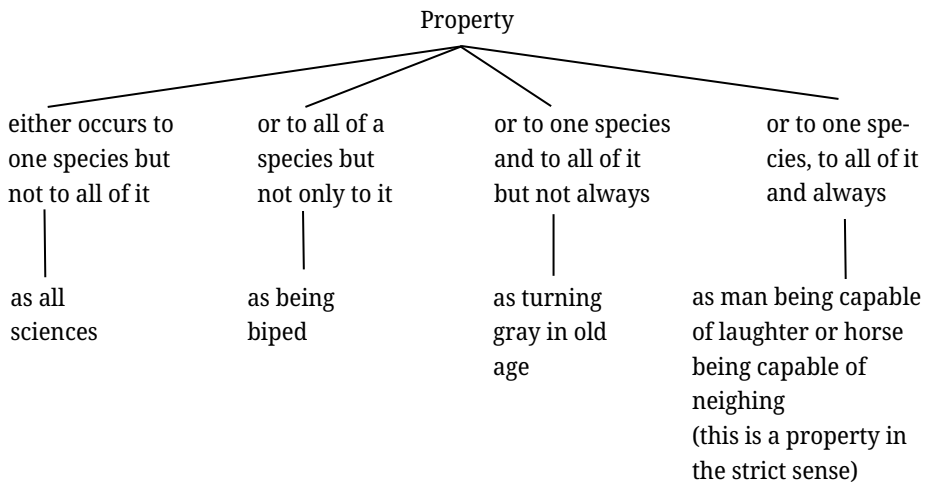 Property
either occurs to
one species but
not to all of it
or to all of a
species but
not only to it
or to one species
and to all of it
but not always
or to one spe-
cies, to all of it
and always
as all
sciences
as being
biped
as turning
gray in old
age
as man being capable
of laughter or horse
being capable of
neighing
(this is a property in
the strict sense)